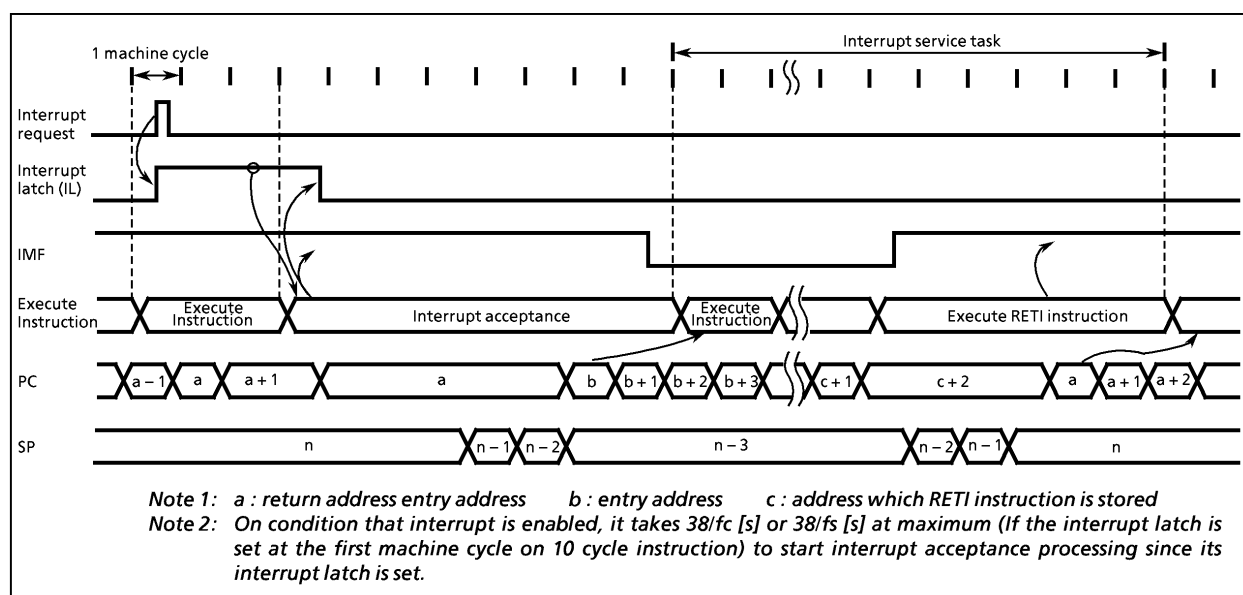 Interrupt service task
1 machine cycle
Interrupt
request
Interrupt
latch (IL)
IMF
Execute
Instruction
Execute
Instruction
Interrupt acceptance
Execute
Instruction
Execute RETI instruction
PC
a – 1
a
a + 1
a
b
b + 1
b + 2
b + 3
c + 1
c + 2
a
a + 1
a + 2
SP
n
n – 1
n – 2
n – 3
n – 2
n – 1
n
Note 1: a : return address entry address b : entry address c : address which RETI instruction is stored
Note 2: On condition that interrupt is enabled, it takes 38/fc [s] or 38/fs [s] at maximum (If the interrupt latch is
set at the first machine cycle on 10 cycle instruction) to start interrupt acceptance processing since its
interrupt latch is set.